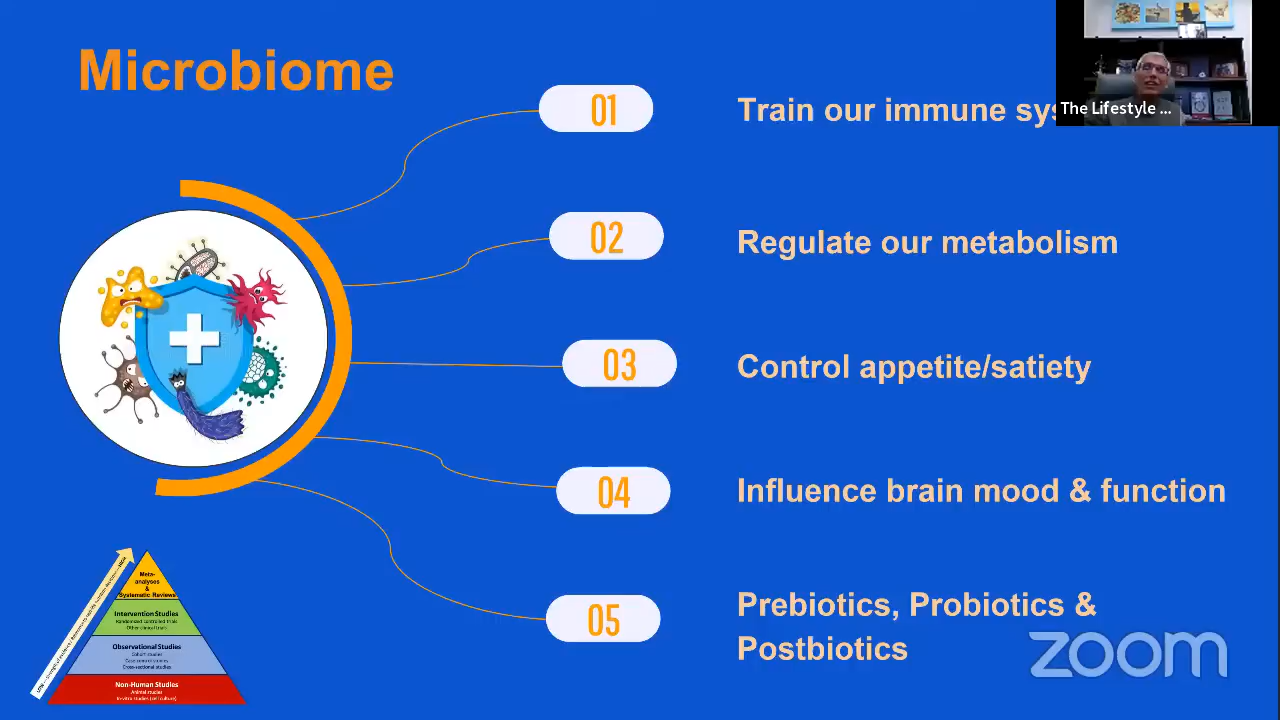 Microbiome
01
Train our immune sys
The Lifestyle ...
02
Regulate our metabolism
03
Control appetite/satiety
04
Influence brain mood & function
05
Prebiotics, Probiotics &
Postbiotics
Meta-
analyses
&
Systematic Reviews
Intervention Studies
Randomized controlled trials
Other clinical trials
Observational Studies
Cohort studies
Case-control studies
Cross-sectional studies
Non-Human Studies
Animal studies
In-vitro studies (cell culture)
zoom